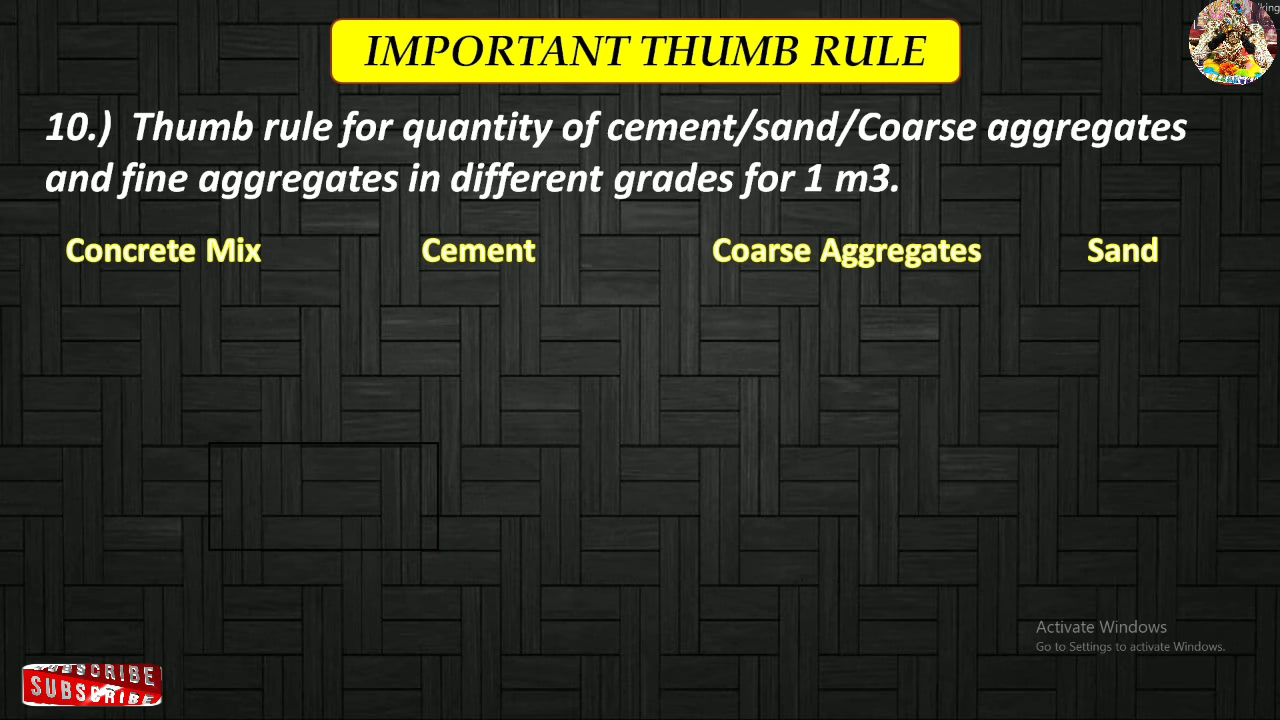 IMPORTANT THUMB RULE
10.) Thumb rule for quantity of cement/sand/Coarse aggregates
and fine aggregates in different grades for 1 m3.
Concrete Mix Cement Coarse Aggregates Sand
Activate Windows
Go to Settings to activate Windows.
SUBSCRIBE
SUBSCRIBE